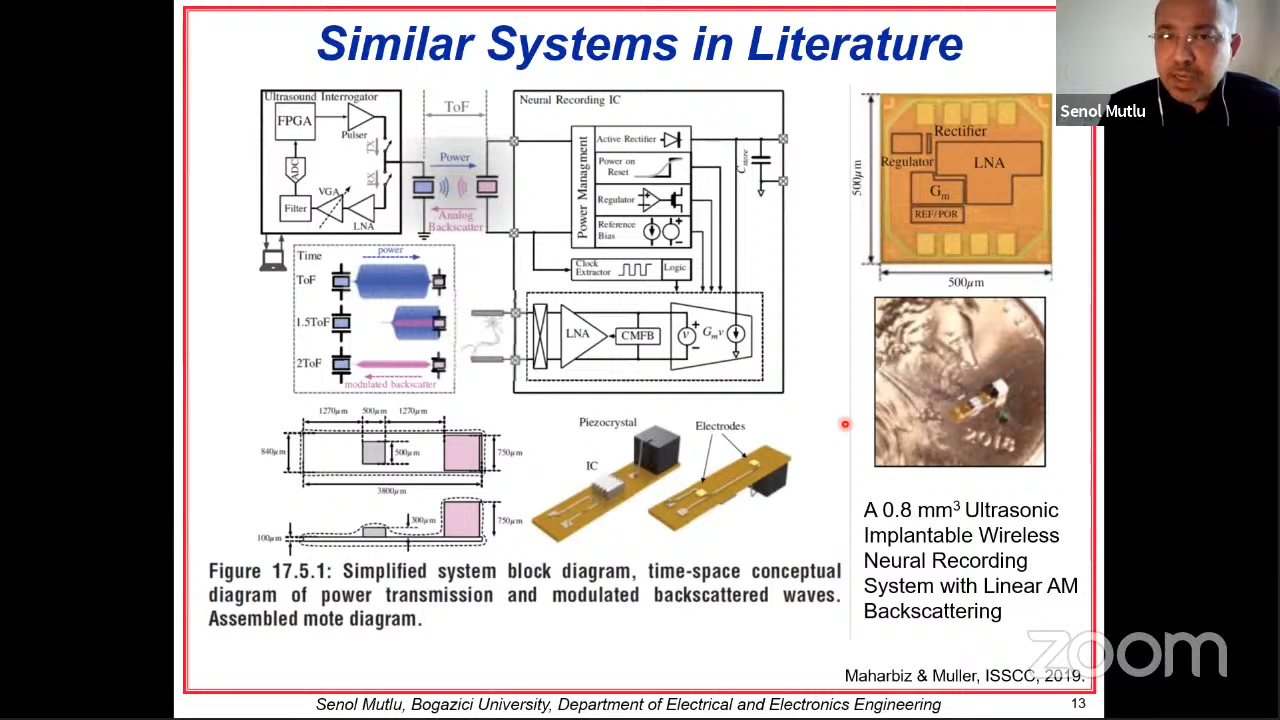 Similar Systems in Literature
Senol Mutlu
Ultrasound Interrogator
FPGA
Pulser
TX
ADC
RX
VGA
Filter
LNA
ToF
Power
Analog
Backscatter
Neural Recording IC
Power Managment
Active Rectifier
Power on
Reset
Regulator
Reference
Bias
Cstore
Clock
Extractor
Logic
LNA
CMFB
v
Gmv
Time
power
ToF
1.5ToF
2ToF
modulated backscatter
Rectifier
Regulator
LNA
Gm
REF/POR
500μm
500μm
2018
1270μm
500μm
1270μm
840μm
500μm
750μm
3800μm
300μm
750μm
100μm
Piezocrystal
IC
Electrodes
Figure 17.5.1: Simplified system block diagram, time-space conceptual
diagram of power transmission and modulated backscattered waves.
Assembled mote diagram.
A 0.8 mm³ Ultrasonic
Implantable Wireless
Neural Recording
System with Linear AM
Backscattering
zoom
Maharbiz & Muller, ISSCC, 2019.
Senol Mutlu, Bogazici University, Department of Electrical and Electronics Engineering
13